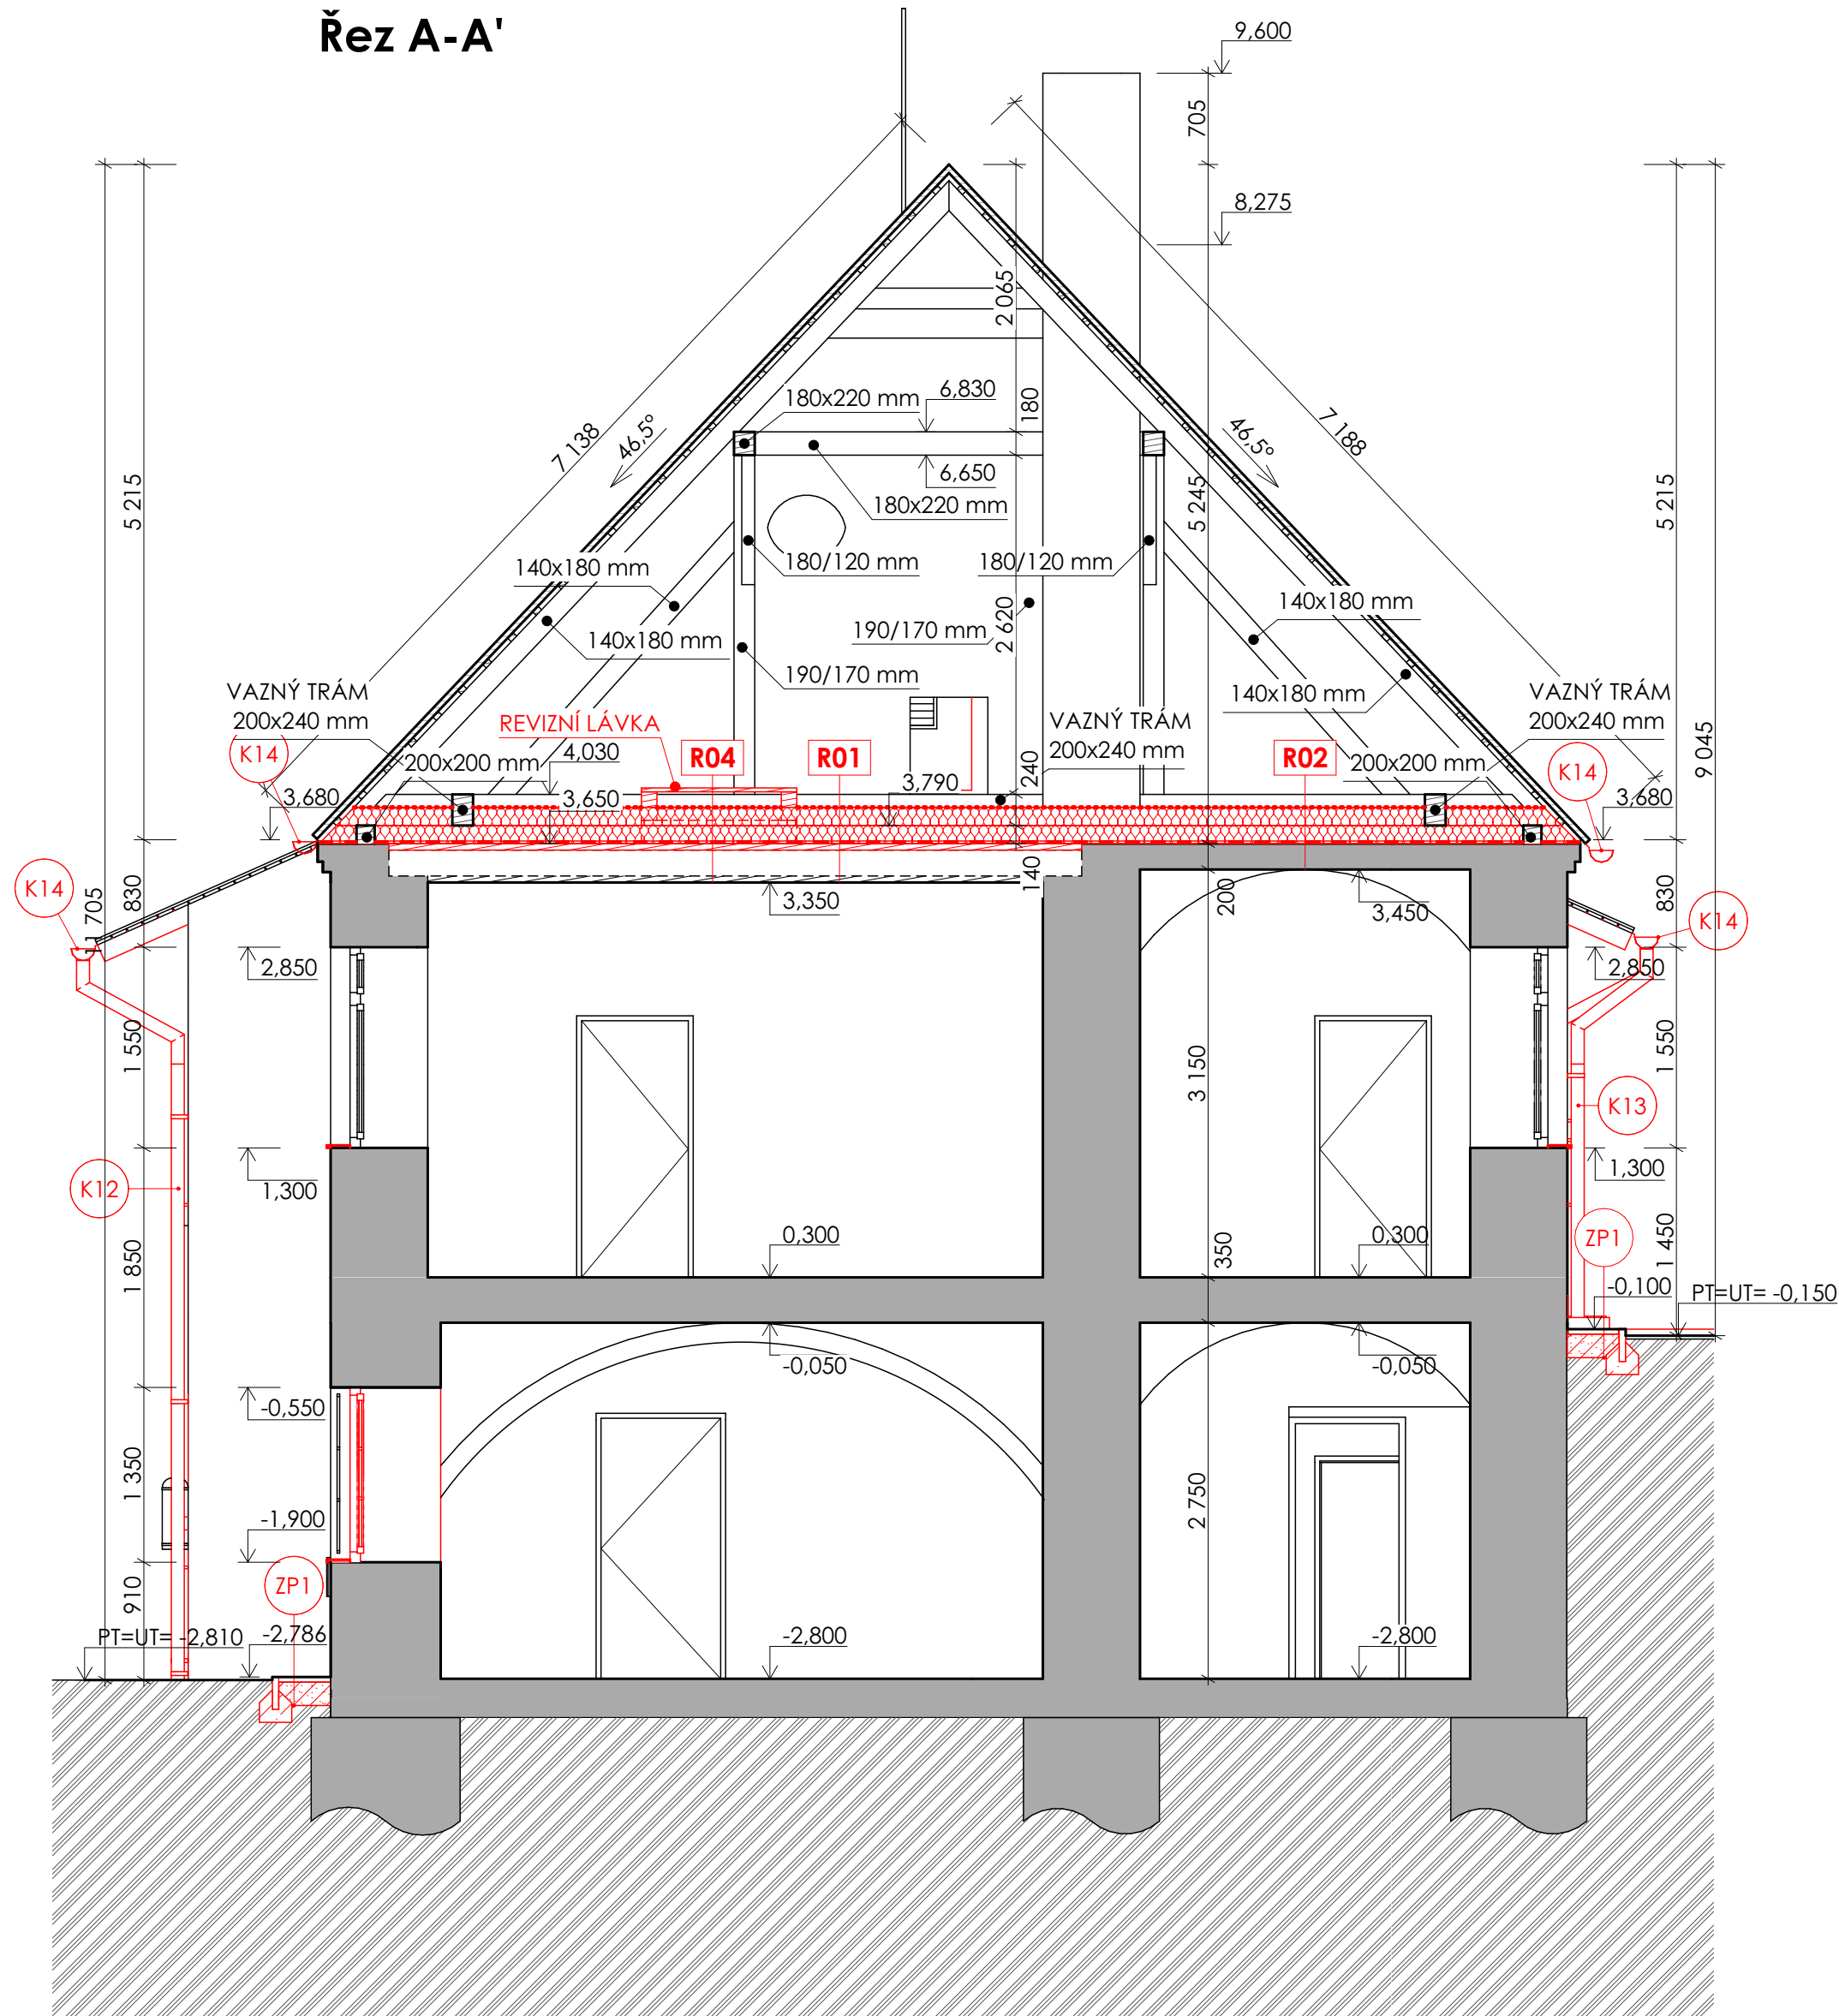 Řez A-A'
9,600
705
8,275
2 065
180x220 mm
6,830
180
7 138
46,5°
46,5°
7 188
6,650
180x220 mm
5 215
5 245
5 215
180/120 mm
180/120 mm
140x180 mm
140x180 mm
2 620
190/170 mm
140x180 mm
190/170 mm
140x180 mm
VAZNÝ TRÁM
200x240 mm
REVIZNÍ LÁVKA
VAZNÝ TRÁM
200x240 mm
VAZNÝ TRÁM
200x240 mm
9 045
K14
200x200 mm
4,030
R04
R01
R02
200x200 mm
K14
3,680
3,650
3,790
240
3,680
K14
830
3,350
140
200
3,450
830
K14
2,850
2,850
1 550
3 150
1 550
K13
K12
1,300
1,300
0,300
350
0,300
ZP1
1 850
1 450
-0,100
PT=UT= -0,150
-0,050
-0,050
-0,550
1 350
2 750
-1,900
910
ZP1
PT=UT= -2,810
-2,786
-2,800
-2,800